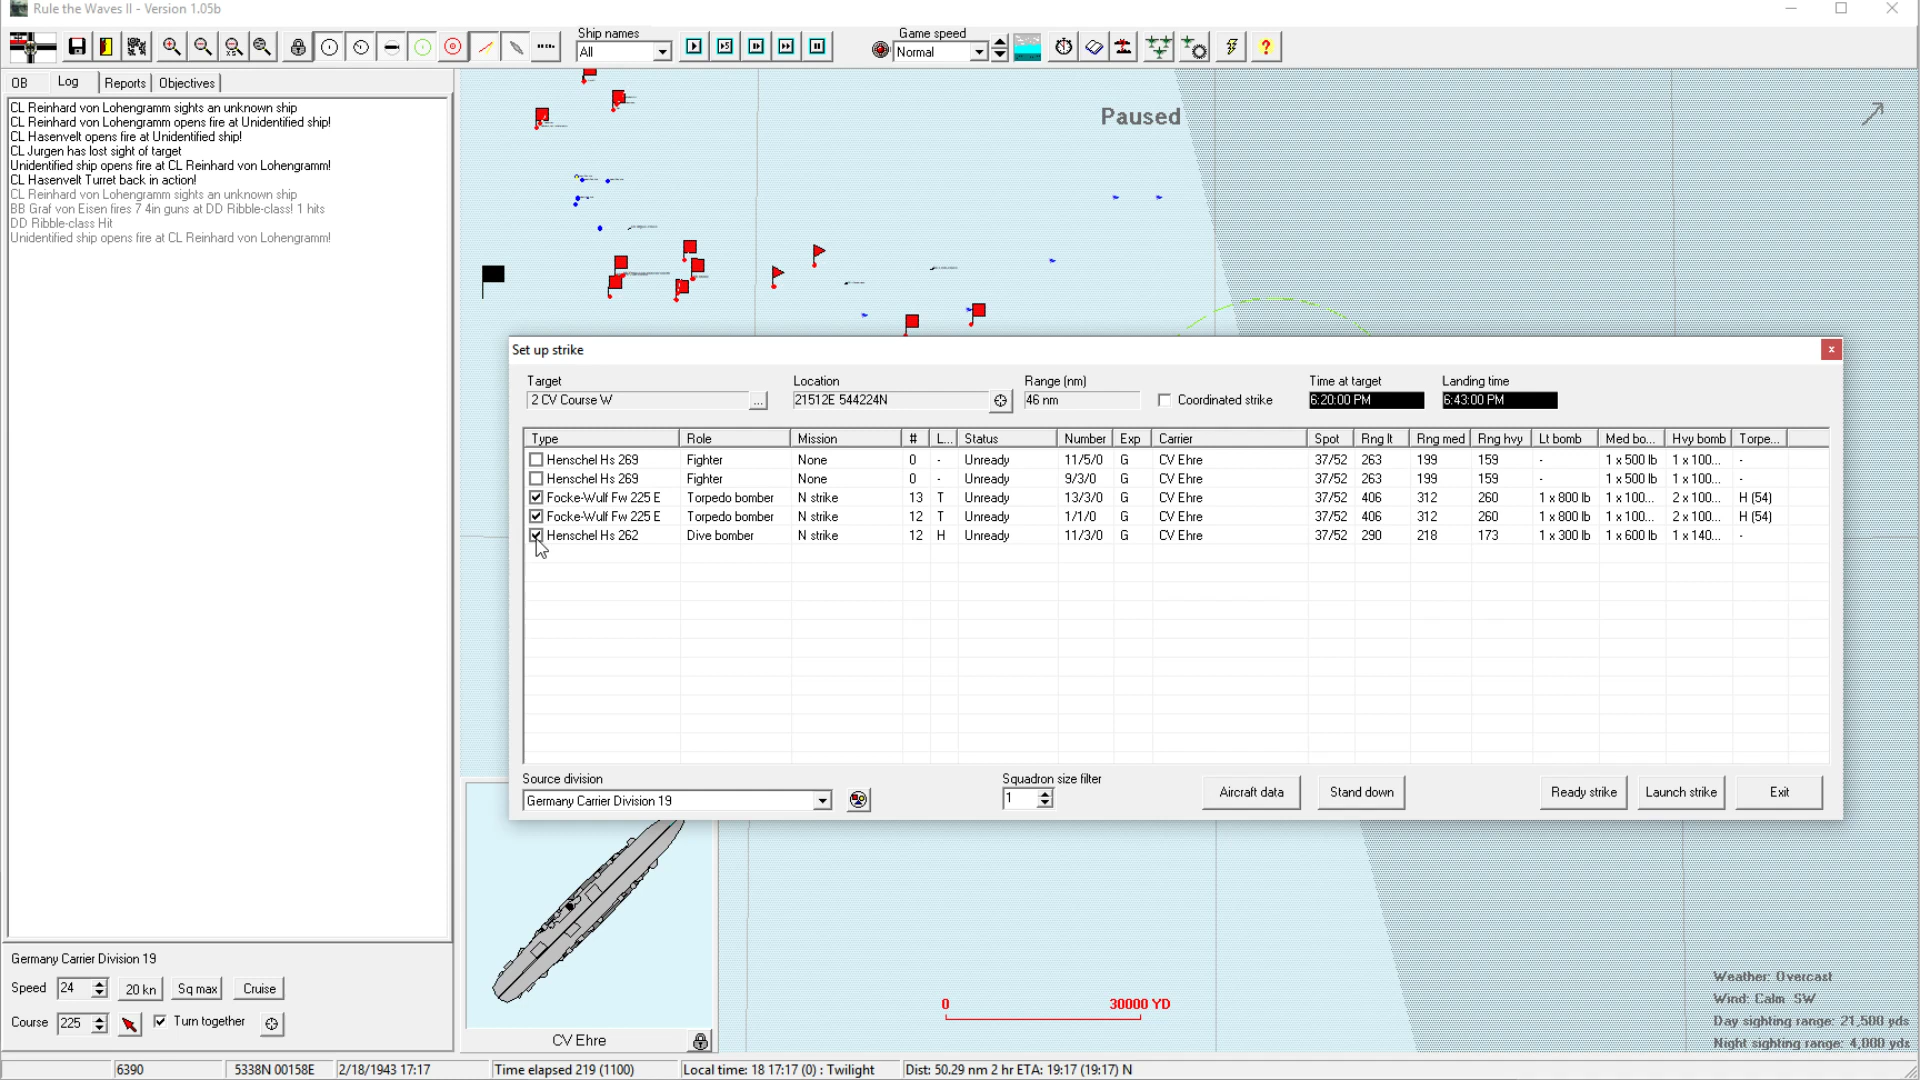 Rule the Waves II - Version 1.05b
Ship names
All
Game speed
Normal
OB Log Reports Objectives
CL Reinhard von Lohengramm sights an unknown ship
CL Reinhard von Lohengramm opens fire at Unidentified ship!
CL Hasenvelt opens fire at Unidentified ship!
CL Jurgen has lost sight of target
Unidentified ship opens fire at CL Reinhard von Lohengramm!
CL Hasenvelt Turret back in action!
CL Reinhard von Lohengramm sights an unknown ship
BB Graf von Eisen fires 7 4in guns at DD Ribble-class! 1 hits
DD Ribble-class Hit
Unidentified ship opens fire at CL Reinhard von Lohengramm!
Paused
Set up strike
Target Location Range (nm) Time at target Landing time
2 CV Course W ... 21512E 544224N 46 nm Coordinated strike 6:20:00 PM 6:43:00 PM
Type Role Mission # L... Status Number Exp Carrier Spot Rng lt Rng med Rng hvy Lt bomb Med bo... Hvy bomb Torpe...
Henschel Hs 269 Fighter None 0 - Unready 11/5/0 G CV Ehre 37/52 263 199 159 - 1 x 500 lb 1 x 100... -
Henschel Hs 269 Fighter None 0 - Unready 9/3/0 G CV Ehre 37/52 263 199 159 - 1 x 500 lb 1 x 100... -
Focke-Wulf Fw 225 E Torpedo bomber N strike 13 T Unready 13/3/0 G CV Ehre 37/52 406 312 260 1 x 800 lb 1 x 100... 2 x 100... H (54)
Focke-Wulf Fw 225 E Torpedo bomber N strike 12 T Unready 1/1/0 G CV Ehre 37/52 406 312 260 1 x 800 lb 1 x 100... 2 x 100... H (54)
Henschel Hs 262 Dive bomber N strike 12 H Unready 11/3/0 G CV Ehre 37/52 290 218 173 1 x 300 lb 1 x 600 lb 1 x 140... -
Source division Squadron size filter
Germany Carrier Division 19 1 Aircraft data Stand down Ready strike Launch strike Exit
Germany Carrier Division 19
Speed 24 20 kn Sq max Cruise
Course 225 Turn together
CV Ehre
0 30000 YD
Weather: Overcast
Wind: Calm SW
Day sighting range: 21,500 yds
Night sighting range: 4,000 yds
6390 5338N 00158E 2/18/1943 17:17 Time elapsed 219 (1100) Local time: 18 17:17 (0) : Twilight Dist: 50.29 nm 2 hr ETA: 19:17 (19:17) N